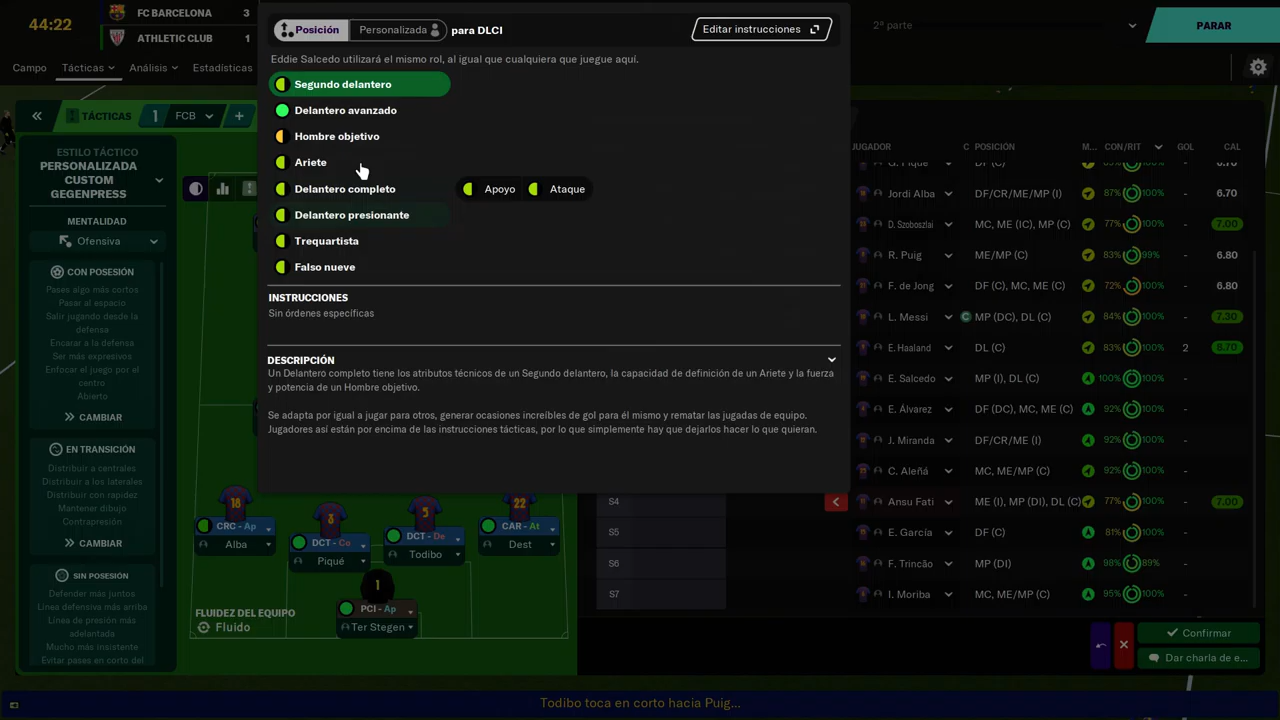 44:22
FC BARCELONA 3
ATHLETIC CLUB 1
2ª parte
PARAR
Campo
Tácticas
Análisis
Estadísticas
Posición
Personalizada
para DLCI
Editar instrucciones
Eddie Salcedo utilizará el mismo rol, al igual que cualquiera que juegue aquí.
Segundo delantero
Delantero avanzado
Hombre objetivo
Ariete
Delantero completo
Apoyo
Ataque
Delantero presionante
Trequartista
Falso nueve
INSTRUCCIONES
Sin órdenes específicas
DESCRIPCIÓN
Un Delantero completo tiene los atributos técnicos de un Segundo delantero, la capacidad de definición de un Ariete y la fuerza
y potencia de un Hombre objetivo.
Se adapta por igual a jugar para otros, generar ocasiones increíbles de gol para él mismo y rematar las jugadas de equipo.
Jugadores así están por encima de las instrucciones tácticas, por lo que simplemente hay que dejarlos hacer lo que quieran.
TÁCTICAS
1 FCB
ESTILO TÁCTICO
PERSONALIZADA
CUSTOM
GEGENPRESS
MENTALIDAD
Ofensiva
CON POSESIÓN
Pases algo más cortos
Pasar al espacio
Salir jugando desde la
defensa
Encarar a la defensa
Ser más expresivos
Enfocar el juego por el
centro
Abierto
CAMBIAR
EN TRANSICIÓN
Distribuir a centrales
Distribuir a los laterales
Distribuir con rapidez
Mantener dibujo
Contrapresión
CAMBIAR
SIN POSESIÓN
Defender más juntos
Línea defensiva más arriba
Línea de presión más
adelantada
Mucho más insistente
Evitar pases en corto del
18
CRC - Ap
Alba
3
DCT - Co
Piqué
5
DCT - De
Todibo
22
CAR - At
Dest
1
PCI - Ap
Ter Stegen
FLUIDEZ DEL EQUIPO
Fluido
S4
S5
S6
S7
JUGADOR C POSICIÓN M... CON/RIT GOL CAL
G. Piqué DF (C) 100% - 6.70
Jordi Alba DF/CR/ME/MP (I) 87% 100% - 6.70
D. Szoboszlai MC, ME (IC), MP (C) 77% 100% - 7.00
R. Puig ME/MP (C) 83% 99% - 6.80
F. de Jong DF (C), MC, ME (C) 72% 100% - 6.80
L. Messi C MP (DC), DL (C) 84% 100% - 7.30
E. Haaland DL (C) 83% 100% 2 8.70
E. Salcedo MP (I), DL (C) 100% 100% -
E. Álvarez DF (DC), MC, ME (C) 92% 100% -
J. Miranda DF/CR/ME (I) 92% 100% -
C. Aleñá MC, ME/MP (C) 92% 100% -
Ansu Fati ME (I), MP (DI), DL (C) 77% 100% - 7.00
E. García DF (C) 81% 100% -
F. Trincão MP (DI) 98% 89% -
I. Moriba MC, ME/MP (C) 95% 100% -
Confirmar
Dar charla de e...
Todibo toca en corto hacia Puig...